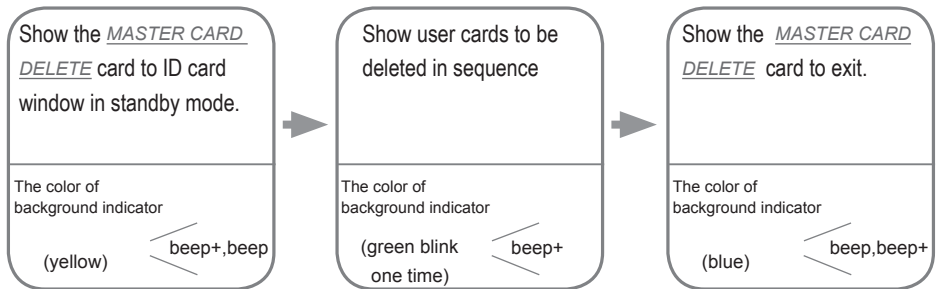 Show the MASTER CARD
DELETE card to ID card
window in standby mode.
The color of
background indicator
(yellow)
beep+,beep
Show user cards to be
deleted in sequence
The color of
background indicator
(green blink
one time)
beep+
Show the MASTER CARD
DELETE card to exit.
The color of
background indicator
(blue)
beep,beep+